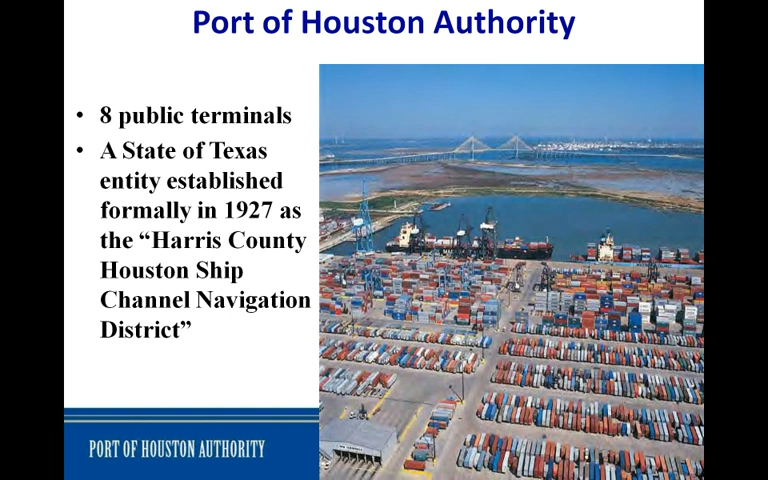 Port of Houston Authority
• 8 public terminals
• A State of Texas
entity established
formally in 1927 as
the “Harris County
Houston Ship
Channel Navigation
District”
PORT OF HOUSTON AUTHORITY